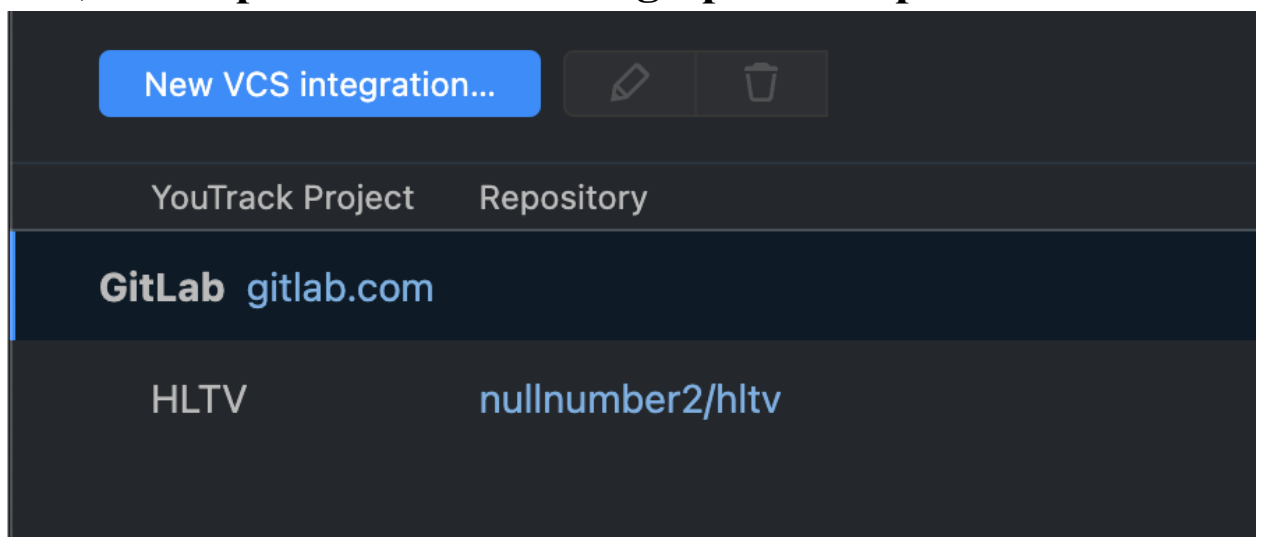 New VCS integration...
YouTrack Project Repository
GitLab gitlab.com
HLTV nullnumber2/hltv